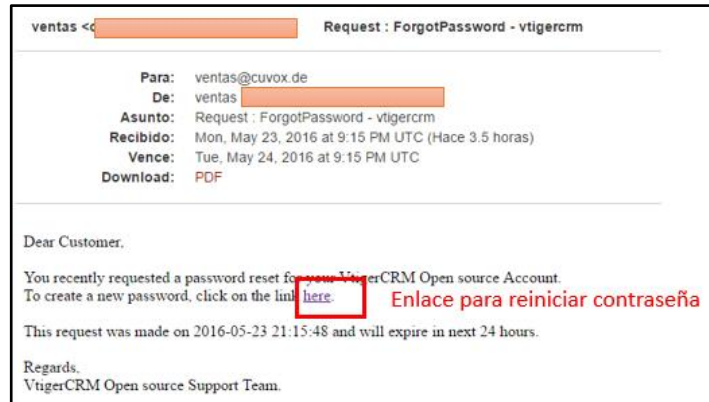 ventas <c Request : ForgotPassword - vtigercrm
Para: ventas@cuvox.de
De: ventas
Asunto: Request : ForgotPassword - vtigercrm
Recibido: Mon, May 23, 2016 at 9:15 PM UTC (Hace 3.5 horas)
Vence: Tue, May 24, 2016 at 9:15 PM UTC
Download: PDF
Dear Customer,
You recently requested a password reset for your VtigerCRM Open source Account.
To create a new password, click on the link here. Enlace para reiniciar contraseña
This request was made on 2016-05-23 21:15:48 and will expire in next 24 hours.
Regards,
VtigerCRM Open source Support Team.